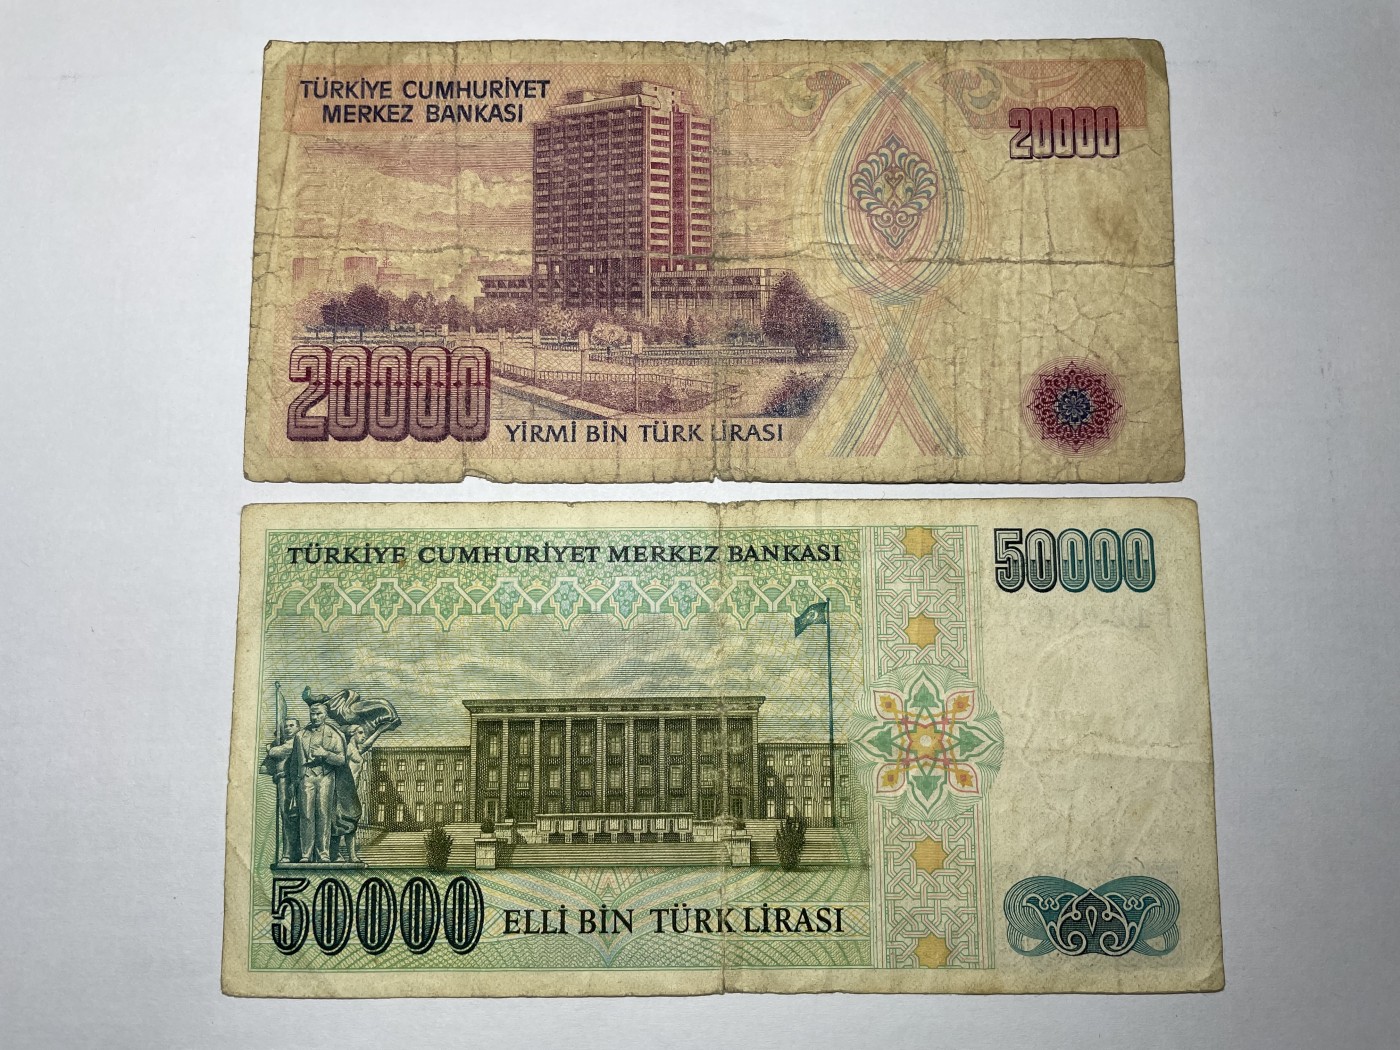 TÜRKİYE CUMHURİYET
MERKEZ BANKASI
20000
20000
YİRMİ BİN TÜRK LİRASI
TÜRKİYE CUMHURİYET MERKEZ BANKASI
50000
50000
ELLİ BİN TÜRK LİRASI